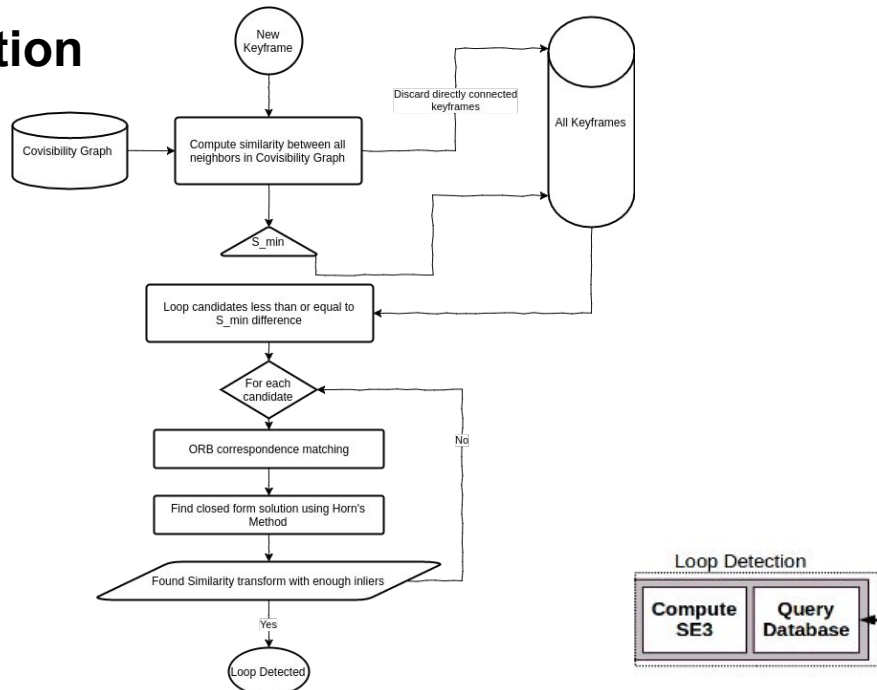 tion
New
Keyframe
Discard directly connected
keyframes
All Keyframes
Covisibility Graph
Compute similarity between all
neighbors in Covisibility Graph
S_min
Loop candidates less than or equal to
S_min difference
For each
candidate
ORB correspondence matching
No
Find closed form solution using Horn's
Method
Found Similarity transform with enough inliers
Yes
Loop Detected
Loop Detection
Compute
SE3
Query
Database